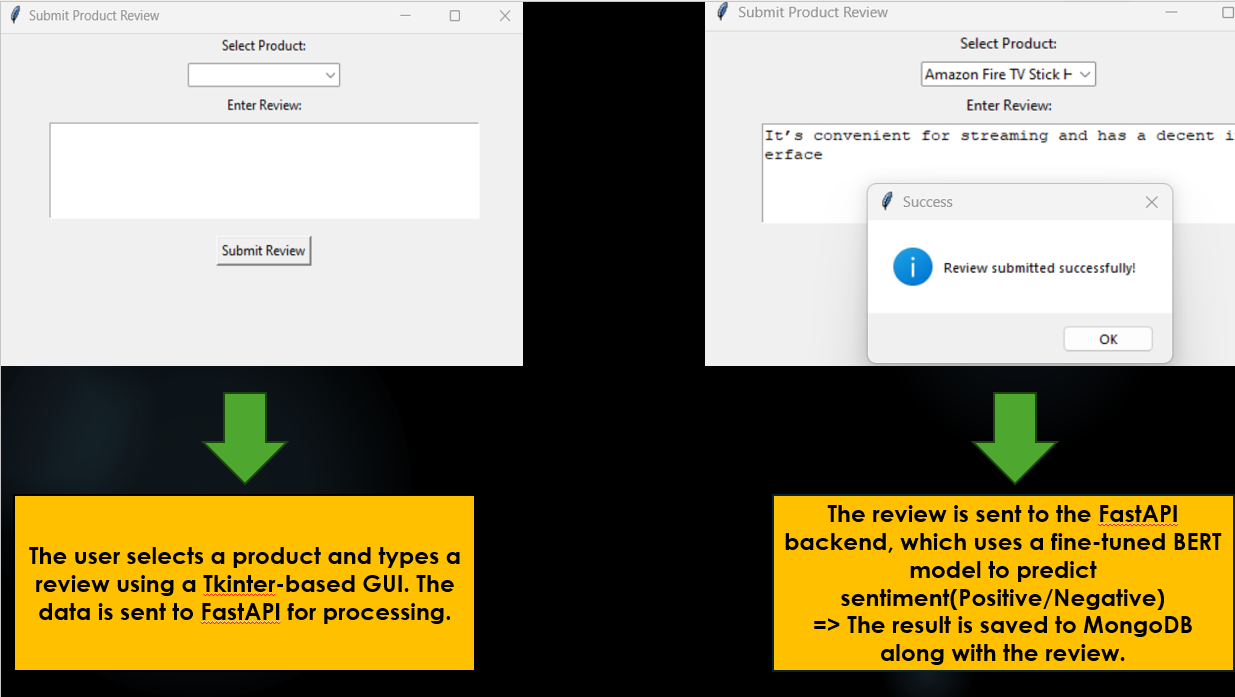 Submit Product Review
Select Product:
Enter Review:
Submit Review
The user selects a product and types a
review using a Tkinter-based GUI. The
data is sent to FastAPI for processing.
Submit Product Review
Select Product:
Amazon Fire TV Stick H
Enter Review:
It’s convenient for streaming and has a decent i
erface
Success
Review submitted successfully!
OK
The review is sent to the FastAPI
backend, which uses a fine-tuned BERT
model to predict
sentiment(Positive/Negative)
=> The result is saved to MongoDB
along with the review.